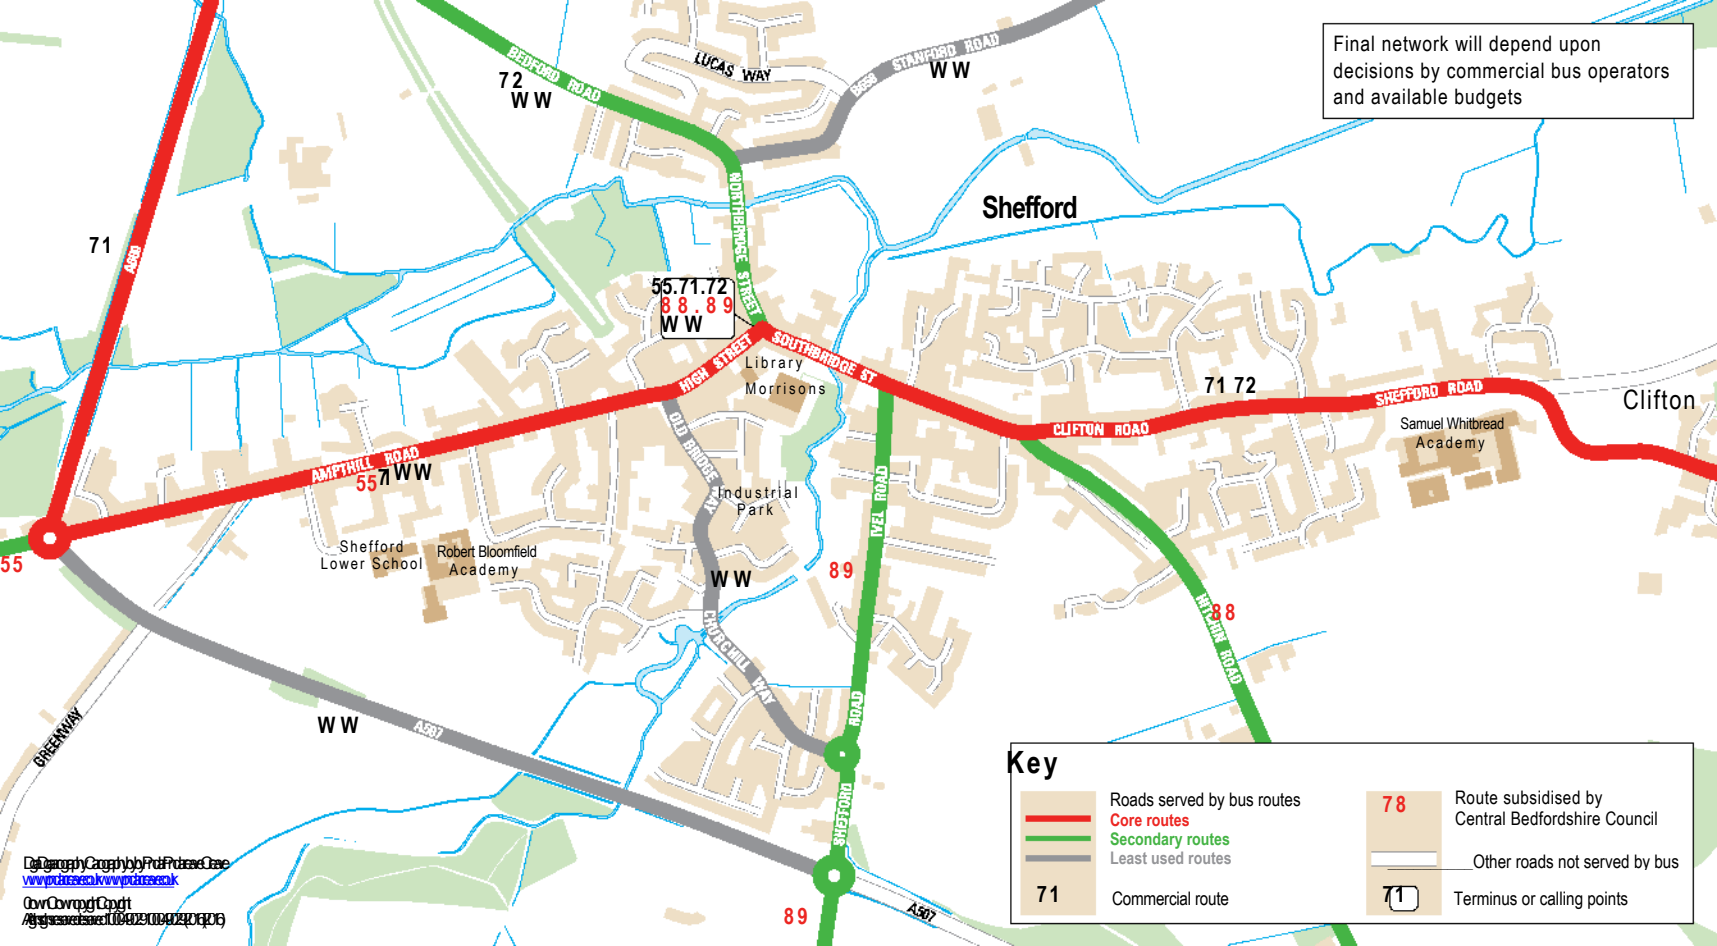 Final network will depend upon
decisions by commercial bus operators
and available budgets
LUCAS WAY
B658 STANFORD ROAD
W W
BEDFORD ROAD
72
W W
Shefford
NORTHBRIDGE STREET
71
A600
55.71.72
88.89
W W
HIGH STREET
SOUTHBRIDGE ST
Library
Morrisons
71 72
SHEFFORD ROAD
Clifton
CLIFTON ROAD
Samuel Whitbread
Academy
OLD BRIDGE WAY
AMPTHILL ROAD
55 71 WW
Industrial
Park
IVEL ROAD
55
Shefford
Lower School
Robert Bloomfield
Academy
W W
89
88
HITCHIN ROAD
CHURCHILL WAY
ROAD
GREENWAY
W W
A507
SHEFFORD
89
A507
Key
Roads served by bus routes
Core routes
Secondary routes
Least used routes
71
Commercial route
78
Route subsidised by
Central Bedfordshire Council
Other roads not served by bus
71
Terminus or calling points